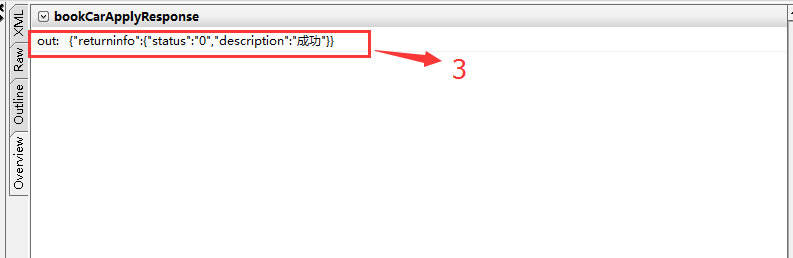 bookCarApplyResponse
out: {"returninfo":{"status":"0","description":"成功"}}
3
XML
Raw
Outline
Overview